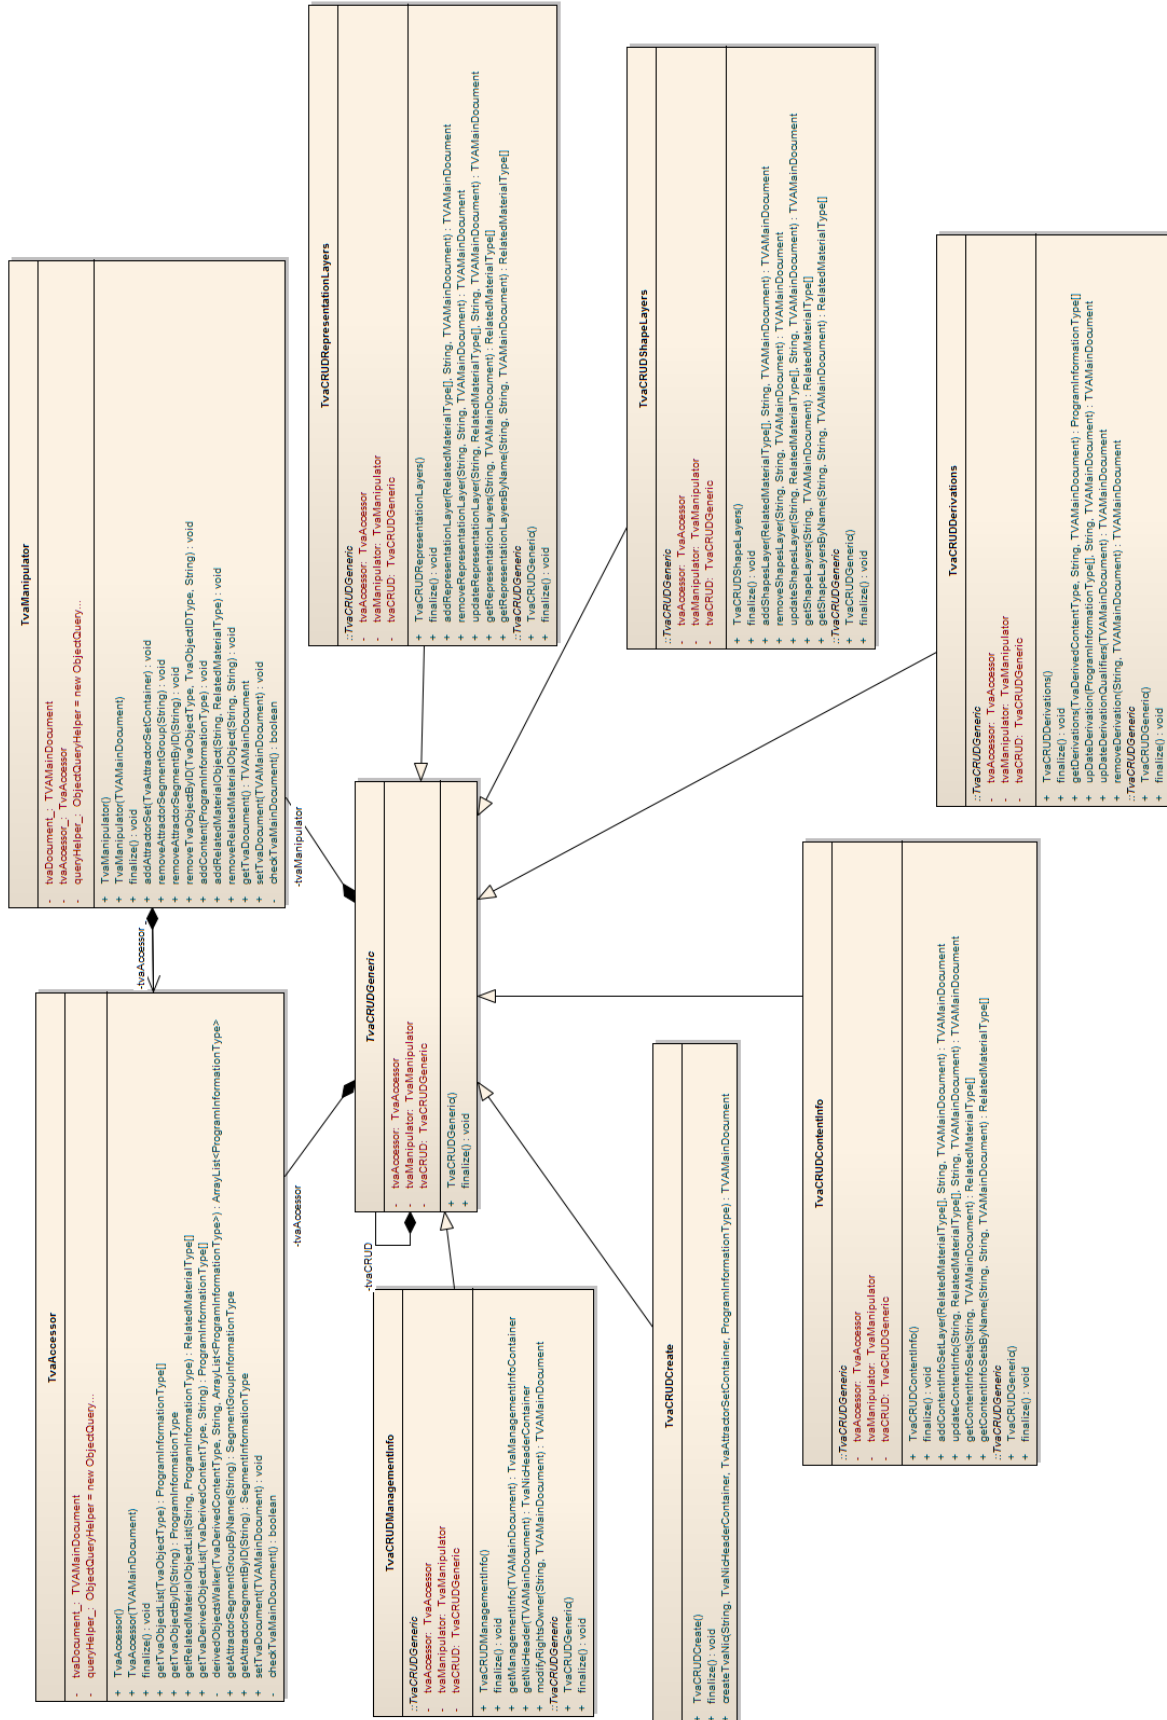 TvaAccessor
- tvaDocument_: TVAMainDocument
- queryHelper_: ObjectQueryHelper = new ObjectQuery...
+ TvaAccessor()
+ TvaAccessor(TVAMainDocument)
+ finalize() : void
+ getTvaObjectList(TvaObjectType) : ProgramInformationType[]
+ getTvaObjectByID(String) : ProgramInformationType
+ getRelatedMaterialObjectList(String, ProgramInformationType) : RelatedMaterialType[]
+ getTvaDerivedObjectList(TvaDerivedContentType, String) : ProgramInformationType[]
- derivedObjectsWalker(TvaDerivedContentType, String, ArrayList<ProgramInformationType>) : ArrayList<ProgramInformationType>
+ getAttractorSegmentGroupByName(String) : SegmentGroupInformationType
+ getAttractorSegmentByID(String) : SegmentInformationType
+ setTvaDocument(TVAMainDocument) : void
- checkTvaMainDocument() : boolean
-tvaAccessor
TvaManipulator
- tvaDocument_: TVAMainDocument
- tvaAccessor_: TvaAccessor
- queryHelper_: ObjectQueryHelper = new ObjectQuery...
+ TvaManipulator()
+ TvaManipulator(TVAMainDocument)
+ finalize() : void
+ addAttractorSet(TvaAttractorSetContainer) : void
+ removeAttractorSegmentGroup(String) : void
+ removeAttractorSegmentByID(String) : void
+ removeTvaObjectByID(TvaObjectType, TvaObjectIDType, String) : void
+ addContent(ProgramInformationType) : void
+ addRelatedMaterialObject(String, RelatedMaterialType) : void
+ removeRelatedMaterialObject(String, String) : void
+ getTvaDocument() : TVAMainDocument
+ setTvaDocument(TVAMainDocument) : void
- checkTvaMainDocument() : boolean
-tvaAccessor
-tvaManipulator
-tvaCRUD
TvaCRUDGeneric
- tvaAccessor: TvaAccessor
- tvaManipulator: TvaManipulator
- tvaCRUD: TvaCRUDGeneric
+ TvaCRUDGeneric()
+ finalize() : void
TvaCRUDRepresentationLayers
::TvaCRUDGeneric
- tvaAccessor: TvaAccessor
- tvaManipulator: TvaManipulator
- tvaCRUD: TvaCRUDGeneric
+ TvaCRUDRepresentationLayers()
+ finalize() : void
+ addRepresentationLayer(RelatedMaterialType[], String, TVAMainDocument) : TVAMainDocument
+ removeRepresentationLayer(String, String, TVAMainDocument) : TVAMainDocument
+ updateRepresentationLayer(String, RelatedMaterialType[], String, TVAMainDocument) : TVAMainDocument
+ getRepresentationLayers(String, TVAMainDocument) : RelatedMaterialType[]
+ getRepresentationLayersByName(String, String, TVAMainDocument) : RelatedMaterialType[]
::TvaCRUDGeneric
+ TvaCRUDGeneric()
+ finalize() : void
TvaCRUDManagementInfo
::TvaCRUDGeneric
- tvaAccessor: TvaAccessor
- tvaManipulator: TvaManipulator
- tvaCRUD: TvaCRUDGeneric
+ TvaCRUDManagementInfo()
+ finalize() : void
+ getManagementInfo(TVAMainDocument) : TvaManagementInfoContainer
+ getNicHeader(TVAMainDocument) : TvaNicHeaderContainer
+ modifyRightsOwner(String, TVAMainDocument) : TVAMainDocument
::TvaCRUDGeneric
+ TvaCRUDGeneric()
+ finalize() : void
TvaCRUDShapeLayers
::TvaCRUDGeneric
- tvaAccessor: TvaAccessor
- tvaManipulator: TvaManipulator
- tvaCRUD: TvaCRUDGeneric
+ TvaCRUDShapeLayers()
+ finalize() : void
+ addShapesLayer(RelatedMaterialType[], String, TVAMainDocument) : TVAMainDocument
+ removeShapesLayer(String, String, TVAMainDocument) : TVAMainDocument
+ updateShapesLayer(String, RelatedMaterialType[], String, TVAMainDocument) : TVAMainDocument
+ getShapeLayers(String, TVAMainDocument) : RelatedMaterialType[]
+ getShapeLayersByName(String, String, TVAMainDocument) : RelatedMaterialType[]
::TvaCRUDGeneric
+ TvaCRUDGeneric()
+ finalize() : void
TvaCRUDCreate
+ TvaCRUDCreate()
+ finalize() : void
+ createTvaNic(String, TvaNicHeaderContainer, TvaAttractorSetContainer, ProgramInformationType) : TVAMainDocument
TvaCRUDContentInfo
::TvaCRUDGeneric
- tvaAccessor: TvaAccessor
- tvaManipulator: TvaManipulator
- tvaCRUD: TvaCRUDGeneric
+ TvaCRUDContentInfo()
+ finalize() : void
+ addContentInfoSetLayer(RelatedMaterialType[], String, TVAMainDocument) : TVAMainDocument
+ updateContentInfo(String, RelatedMaterialType[], String, TVAMainDocument) : TVAMainDocument
+ getContentInfoSets(String, TVAMainDocument) : RelatedMaterialType[]
+ getContentInfoSetsByName(String, String, TVAMainDocument) : RelatedMaterialType[]
::TvaCRUDGeneric
+ TvaCRUDGeneric()
+ finalize() : void
TvaCRUDDerivations
::TvaCRUDGeneric
- tvaAccessor: TvaAccessor
- tvaManipulator: TvaManipulator
- tvaCRUD: TvaCRUDGeneric
+ TvaCRUDDerivations()
+ finalize() : void
+ getDerivations(TvaDerivedContentType, String, TVAMainDocument) : ProgramInformationType[]
+ upDateDerivation(ProgramInformationType[], String, TVAMainDocument) : TVAMainDocument
+ upDateDerivationQualifiers(TVAMainDocument) : TVAMainDocument
+ removeDerivation(String, TVAMainDocument) : TVAMainDocument
::TvaCRUDGeneric
+ TvaCRUDGeneric()
+ finalize() : void